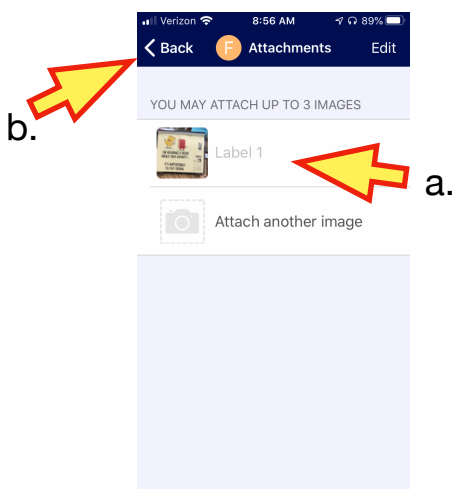 Verizon 8:56 AM 89%
Back F Attachments Edit
b.
YOU MAY ATTACH UP TO 3 IMAGES
Label 1
a.
Attach another image